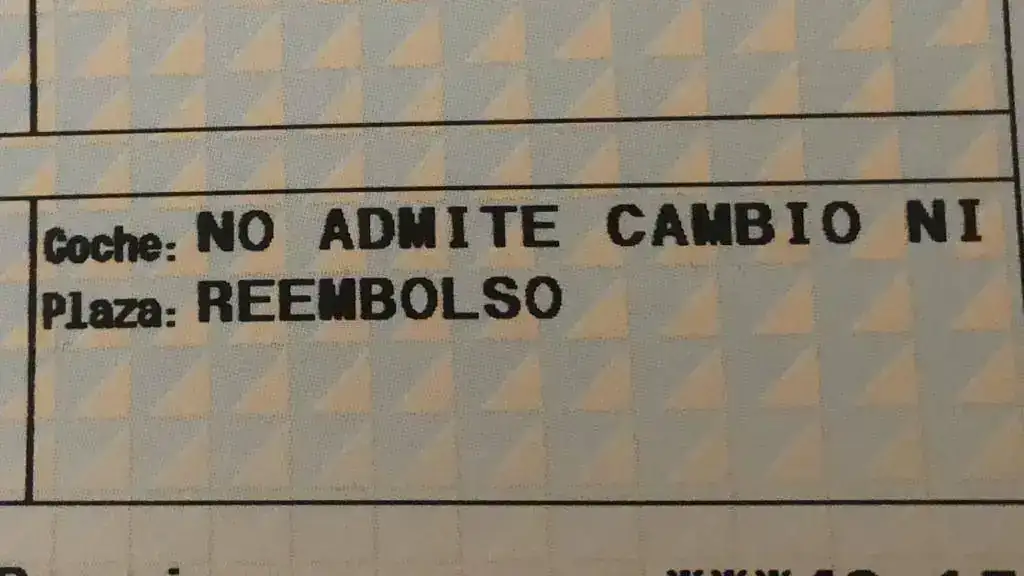 Coche: NO ADMITE CAMBIO NI
Plaza: REEMBOLSO